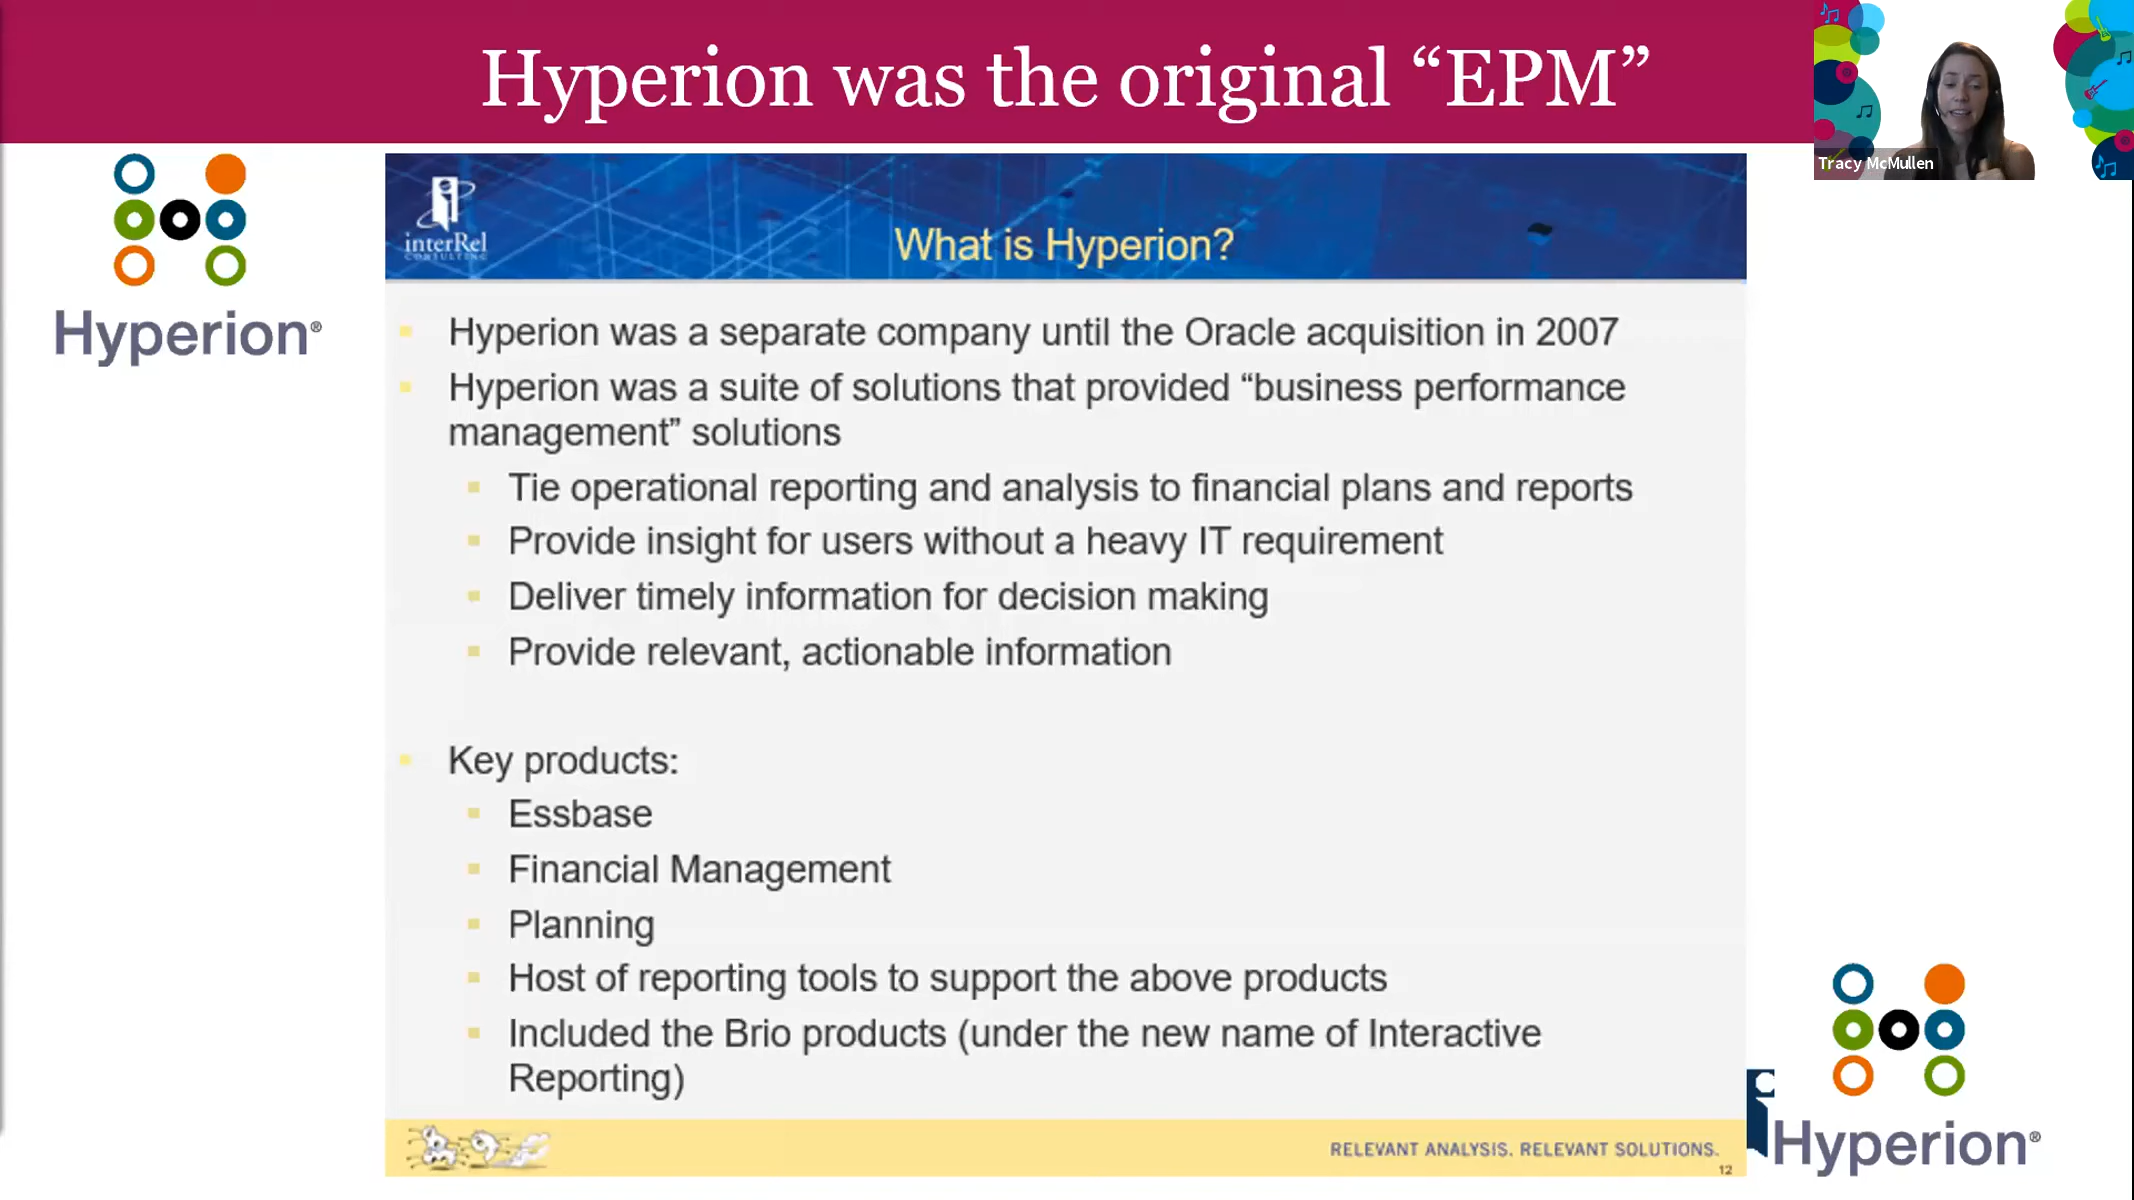 Hyperion was the original “EPM”
Tracy McMullen
Hyperion®
interRel
CONSULTING
What is Hyperion?
Hyperion was a separate company until the Oracle acquisition in 2007
Hyperion was a suite of solutions that provided “business performance
management” solutions
Tie operational reporting and analysis to financial plans and reports
Provide insight for users without a heavy IT requirement
Deliver timely information for decision making
Provide relevant, actionable information
Key products:
Essbase
Financial Management
Planning
Host of reporting tools to support the above products
Included the Brio products (under the new name of Interactive
Reporting)
RELEVANT ANALYSIS. RELEVANT SOLUTIONS.
12
Hyperion®